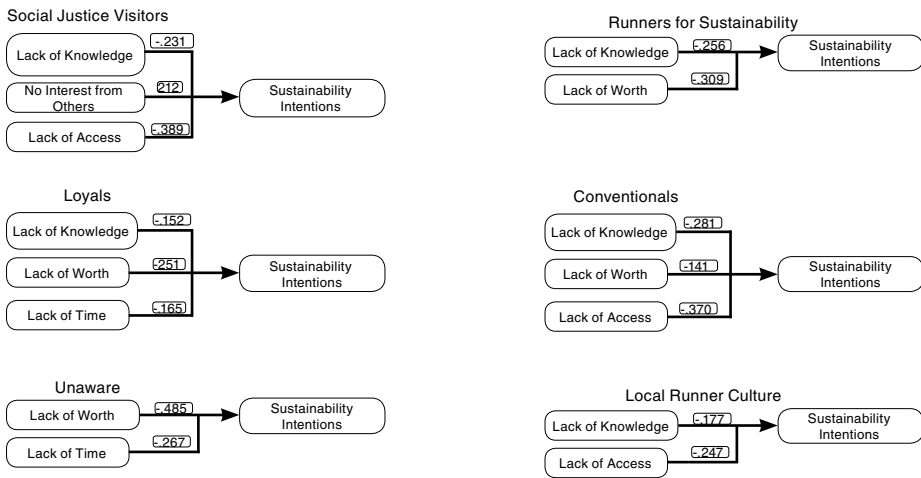 Social Justice Visitors
Lack of Knowledge
-.231
No Interest from
Others
212
Lack of Access
-.389
Sustainability
Intentions
Runners for Sustainability
Lack of Knowledge
-.256
Lack of Worth
-.309
Sustainability
Intentions
Loyals
Lack of Knowledge
-.152
Lack of Worth
-251
Lack of Time
-.165
Sustainability
Intentions
Conventionals
Lack of Knowledge
-.281
Lack of Worth
-141
Lack of Access
-.370
Sustainability
Intentions
Unaware
Lack of Worth
-.485
Lack of Time
-.267
Sustainability
Intentions
Local Runner Culture
Lack of Knowledge
-.177
Lack of Access
-.247
Sustainability
Intentions